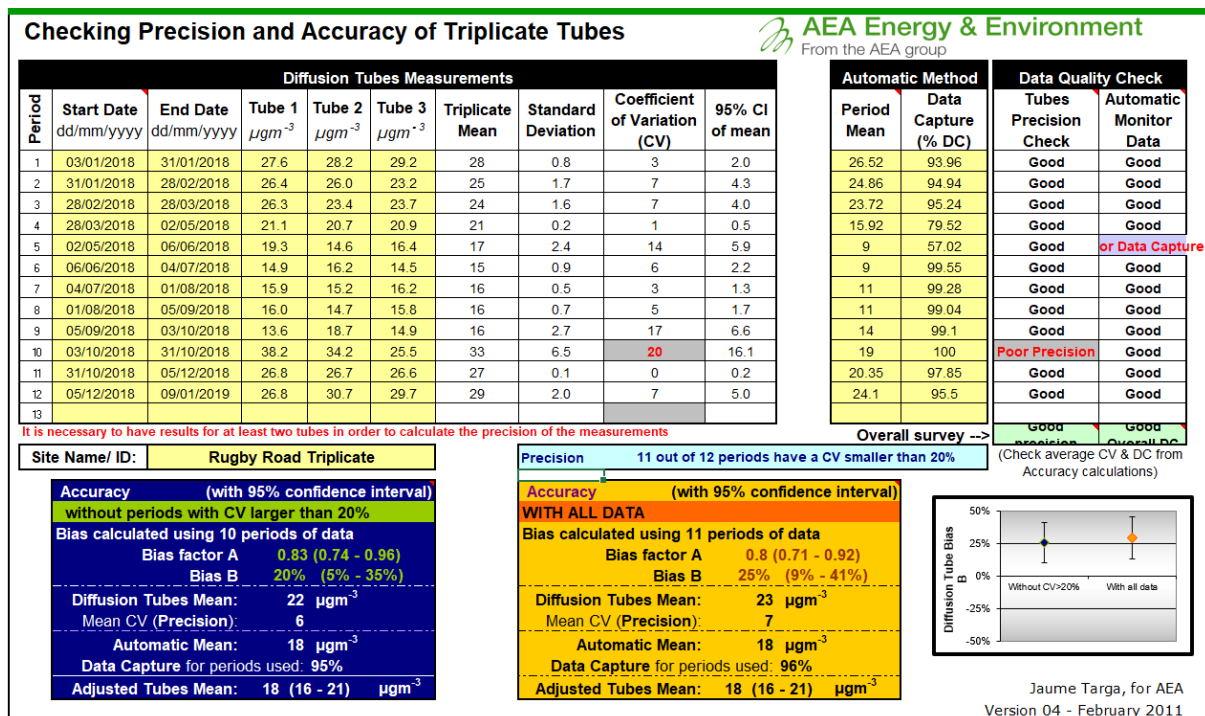 Checking Precision and Accuracy of Triplicate Tubes
AEA Energy & Environment
From the AEA group
Diffusion Tubes Measurements
Automatic Method
Data Quality Check
Period
Start Date dd/mm/yyyy
End Date dd/mm/yyyy
Tube 1 µgm-3
Tube 2 µgm-3
Tube 3 µgm-3
Triplicate Mean
Standard Deviation
Coefficient of Variation (CV)
95% CI of mean
Period Mean
Data Capture (% DC)
Tubes Precision Check
Automatic Monitor Data
1 03/01/2018 31/01/2018 27.6 28.2 29.2 28 0.8 3 2.0 26.52 93.96 Good Good
2 31/01/2018 28/02/2018 26.4 26.0 23.2 25 1.7 7 4.3 24.86 94.94 Good Good
3 28/02/2018 28/03/2018 26.3 23.4 23.7 24 1.6 7 4.0 23.72 95.24 Good Good
4 28/03/2018 02/05/2018 21.1 20.7 20.9 21 0.2 1 0.5 15.92 79.52 Good Good
5 02/05/2018 06/06/2018 19.3 14.6 16.4 17 2.4 14 5.9 9 57.02 Good or Data Capture
6 06/06/2018 04/07/2018 14.9 16.2 14.5 15 0.9 6 2.2 9 99.55 Good Good
7 04/07/2018 01/08/2018 15.9 15.2 16.2 16 0.5 3 1.3 11 99.28 Good Good
8 01/08/2018 05/09/2018 16.0 14.7 15.8 16 0.7 5 1.7 11 99.04 Good Good
9 05/09/2018 03/10/2018 13.6 18.7 14.9 16 2.7 17 6.6 14 99.1 Good Good
10 03/10/2018 31/10/2018 38.2 34.2 25.5 33 6.5 20 16.1 19 100 Poor Precision Good
11 31/10/2018 05/12/2018 26.8 26.7 26.6 27 0.1 0 0.2 20.35 97.85 Good Good
12 05/12/2018 09/01/2019 26.8 30.7 29.7 29 2.0 7 5.0 24.1 95.5 Good Good
13
It is necessary to have results for at least two tubes in order to calculate the precision of the measurements
Overall survey -->
Good precision
Good Overall DC
Site Name/ ID: Rugby Road Triplicate
Precision 11 out of 12 periods have a CV smaller than 20%
(Check average CV & DC from
Accuracy calculations)
Accuracy (with 95% confidence interval)
without periods with CV larger than 20%
Bias calculated using 10 periods of data
Bias factor A 0.83 (0.74 - 0.96)
Bias B 20% (5% - 35%)
Diffusion Tubes Mean: 22 µgm-3
Mean CV (Precision): 6
Automatic Mean: 18 µgm-3
Data Capture for periods used: 95%
Adjusted Tubes Mean: 18 (16 - 21) µgm-3
Accuracy (with 95% confidence interval)
WITH ALL DATA
Bias calculated using 11 periods of data
Bias factor A 0.8 (0.71 - 0.92)
Bias B 25% (9% - 41%)
Diffusion Tubes Mean: 23 µgm-3
Mean CV (Precision): 7
Automatic Mean: 18 µgm-3
Data Capture for periods used: 96%
Adjusted Tubes Mean: 18 (16 - 21) µgm-3
Diffusion Tube Bias B
50%
25%
0%
-25%
-50%
Without CV>20%
With all data
Jaume Targa, for AEA
Version 04 - February 2011